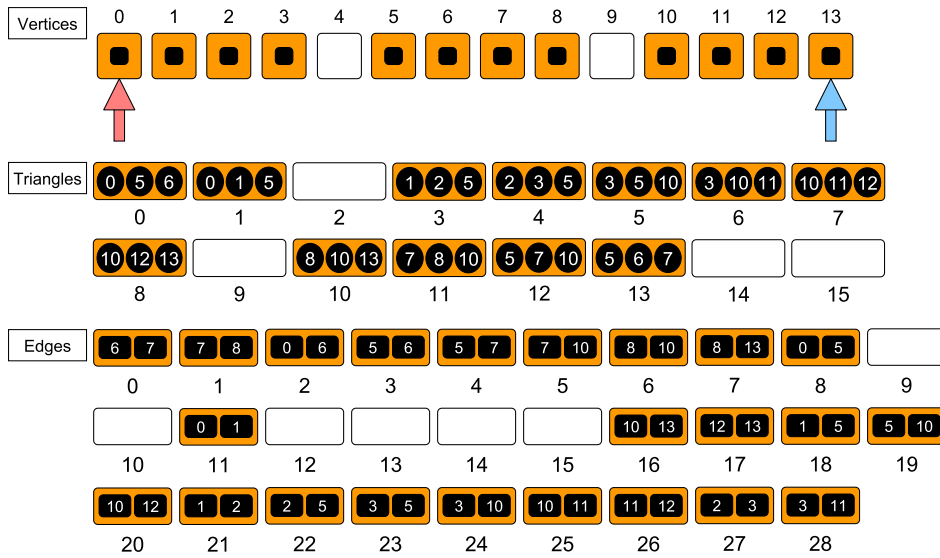 Vertices
0 1 2 3 4 5 6 7 8 9 10 11 12 13
Triangles
0 5 6 0 1 5 1 2 5 2 3 5 3 5 10 3 10 11 10 11 12
0 1 2 3 4 5 6 7
10 12 13 8 10 13 7 8 10 5 7 10 5 6 7
8 9 10 11 12 13 14 15
Edges
6 7 7 8 0 6 5 6 5 7 7 10 8 10 8 13 0 5
0 1 2 3 4 5 6 7 8 9
0 1 10 13 12 13 1 5 5 10
10 11 12 13 14 15 16 17 18 19
10 12 1 2 2 5 3 5 3 10 10 11 11 12 2 3 3 11
20 21 22 23 24 25 26 27 28